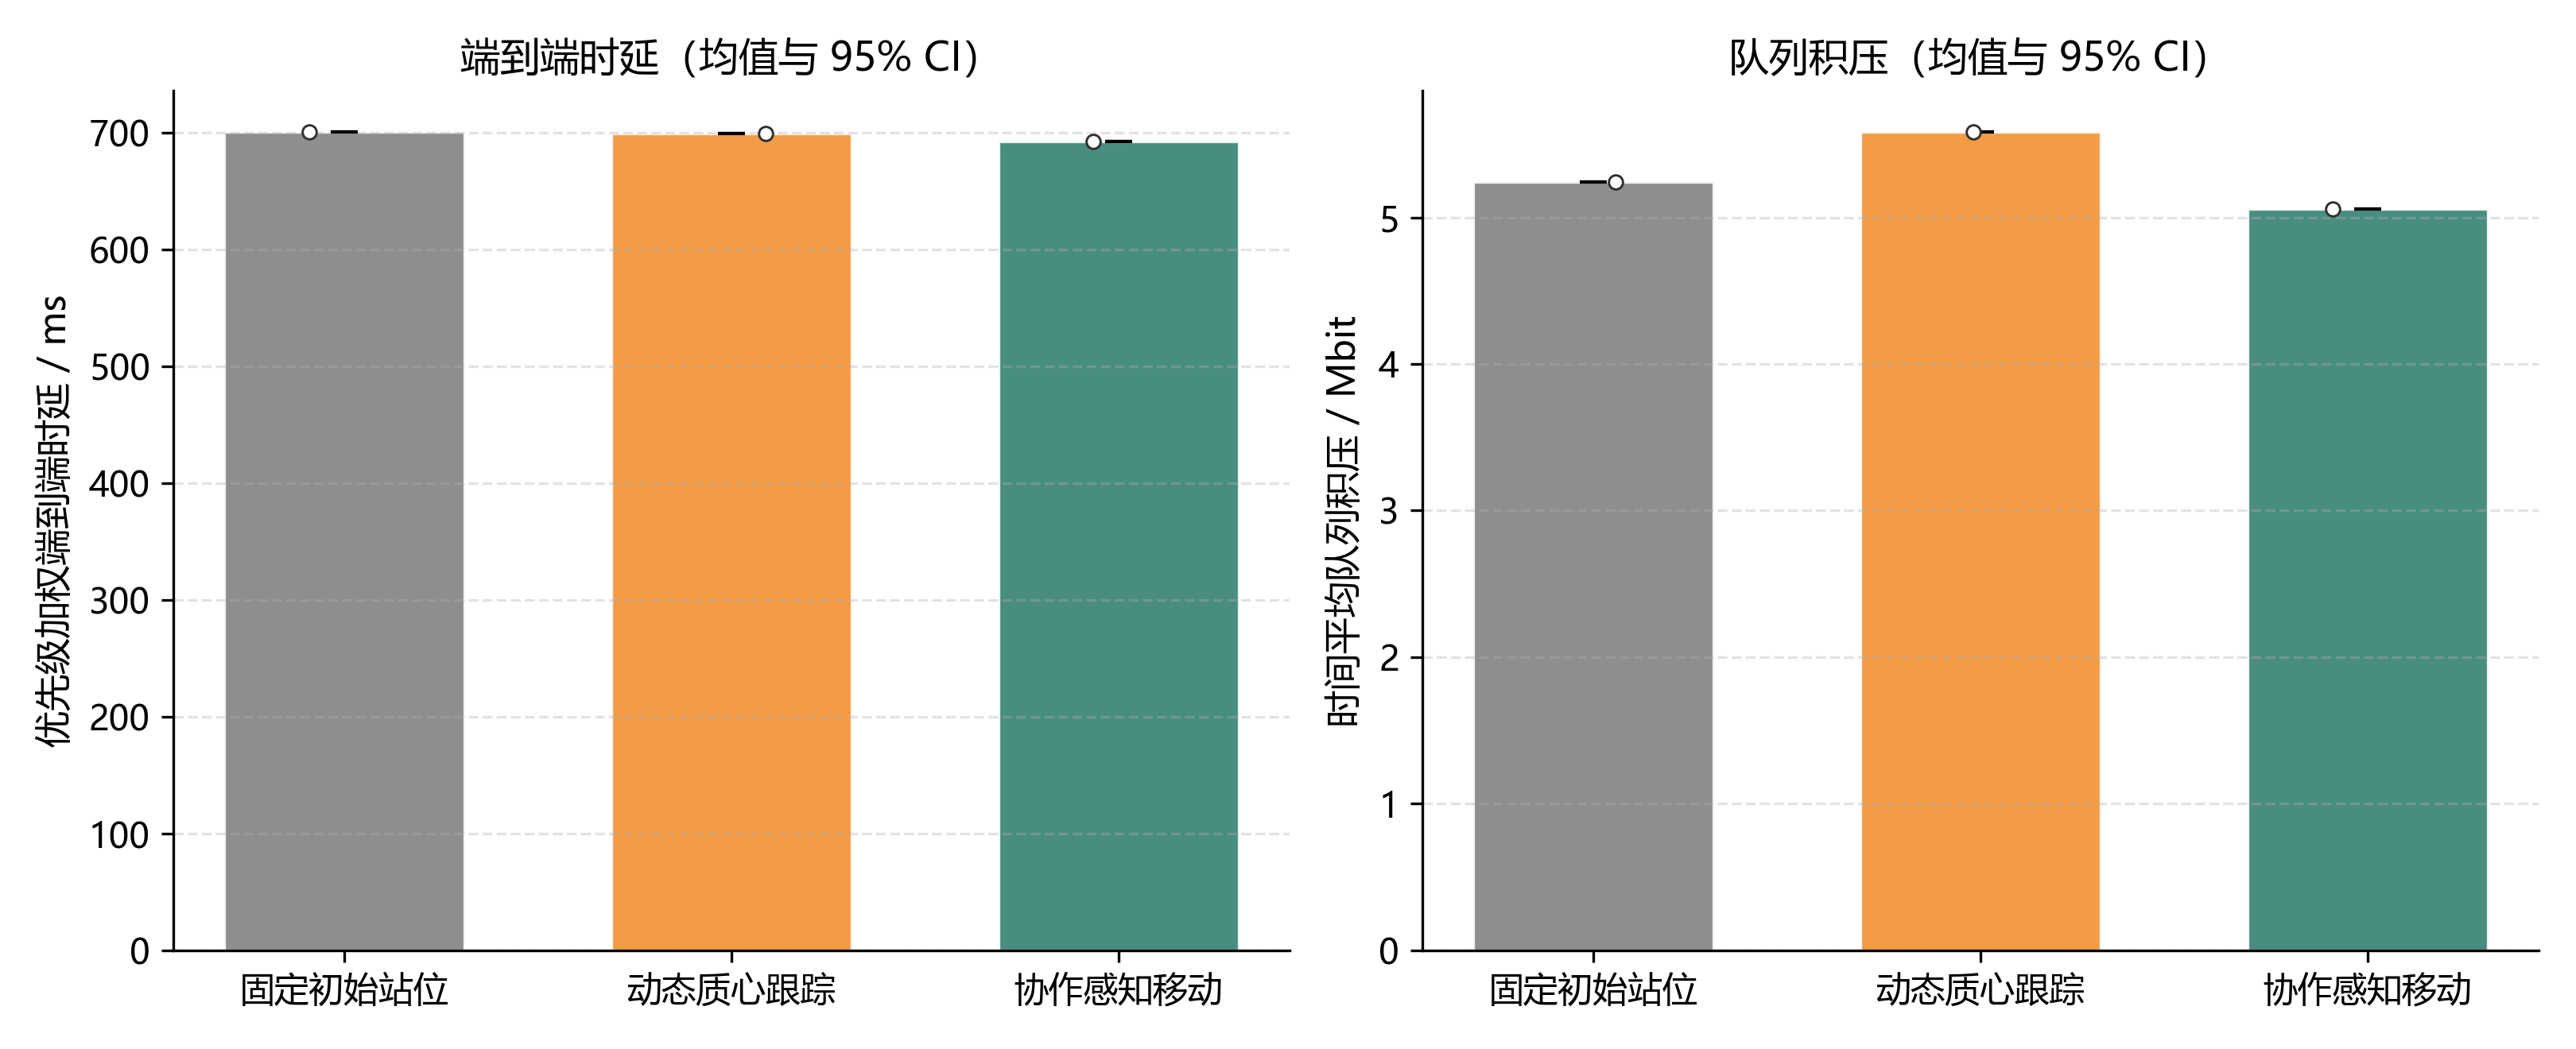 端到端时延（均值与 95% CI）
优先级加权端到端时延 / ms
700
600
500
400
300
200
100
0
固定初始站位
动态质心跟踪
协作感知移动
队列积压（均值与 95% CI）
时间平均队列积压 / Mbit
5
4
3
2
1
0
固定初始站位
动态质心跟踪
协作感知移动